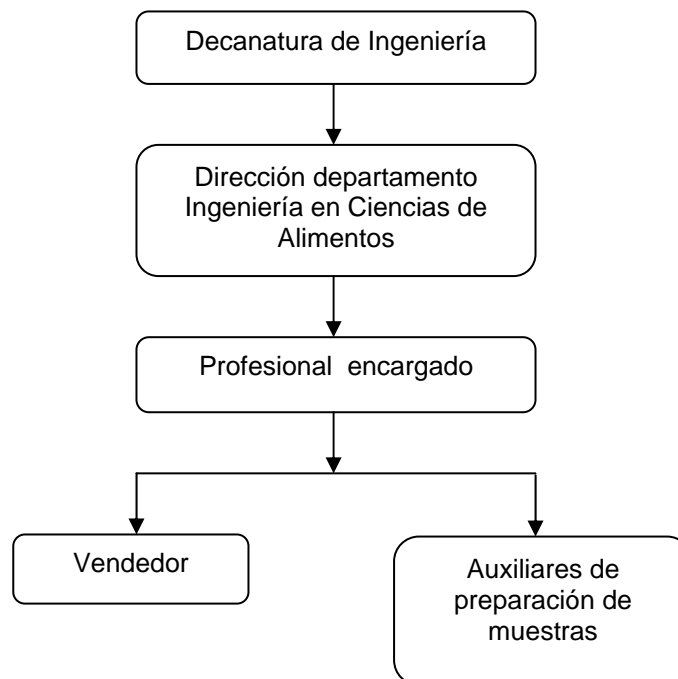 Decanatura de Ingeniería
Dirección departamento
Ingeniería en Ciencias de
Alimentos
Profesional encargado
Vendedor
Auxiliares de
preparación de
muestras